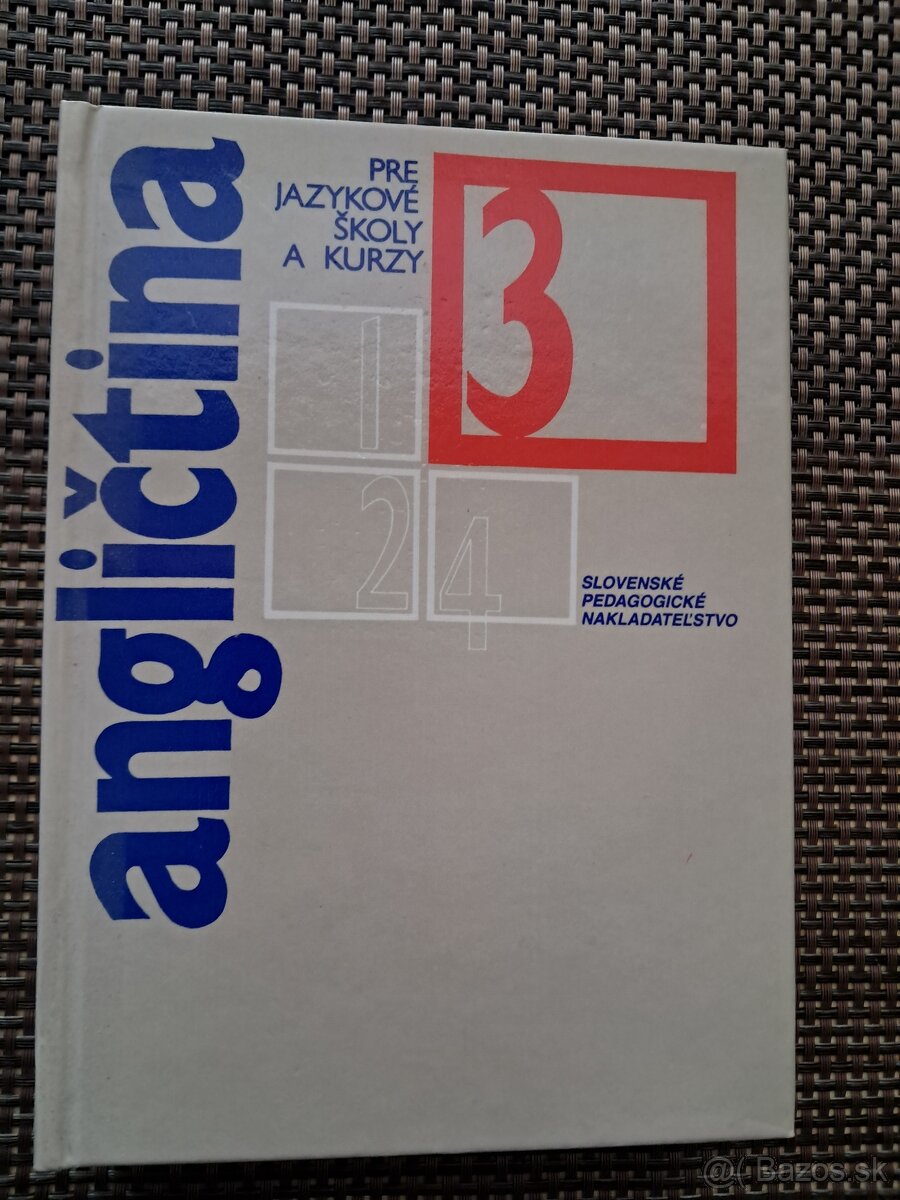 angličtina
PRE
JAZYKOVÉ
ŠKOLY
A KURZY
3
1
2
4
SLOVENSKÉ
PEDAGOGICKÉ
NAKLADATEĽSTVO
@ Bazos.sk